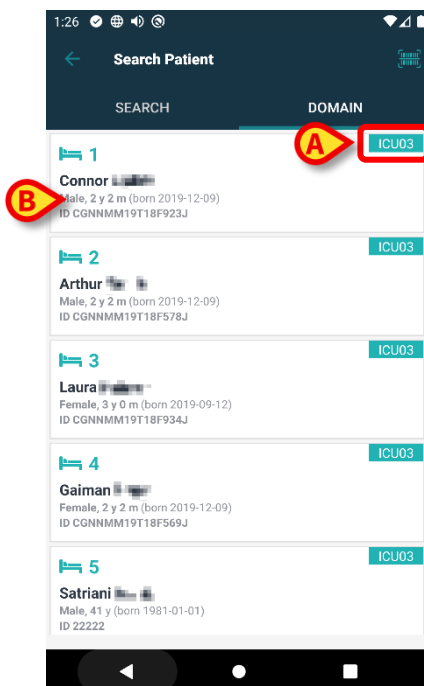 1:26
Search Patient
SEARCH DOMAIN
A
ICU03
1
Connor
B
Male, 2 y 2 m (born 2019-12-09)
ID CGNNMM19T18F923J
ICU03
2
Arthur
Male, 2 y 2 m (born 2019-12-09)
ID CGNNMM19T18F578J
ICU03
3
Laura
Female, 3 y 0 m (born 2019-09-12)
ID CGNNMM19T18F934J
ICU03
4
Gaiman
Female, 2 y 2 m (born 2019-12-09)
ID CGNNMM19T18F569J
ICU03
5
Satriani
Male, 41 y (born 1981-01-01)
ID 22222